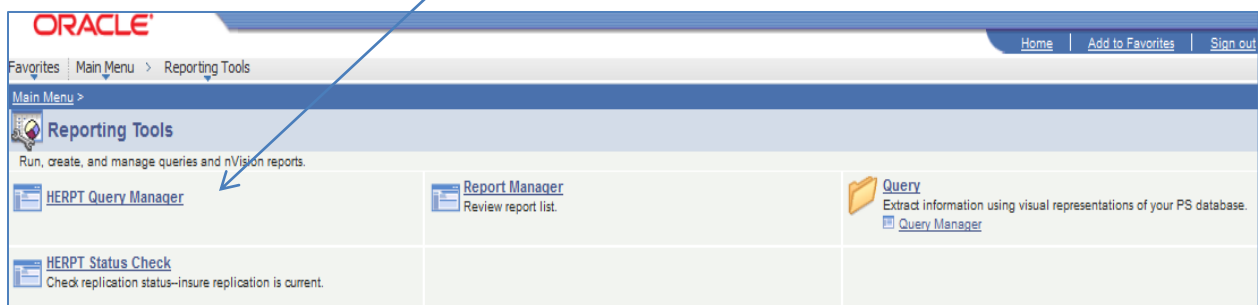 ORACLE'
Home | Add to Favorites | Sign out
Favorites Main Menu > Reporting Tools
Main Menu >
Reporting Tools
Run, create, and manage queries and nVision reports.
HERPT Query Manager
Report Manager
Review report list.
Query
Extract information using visual representations of your PS database.
Query Manager
HERPT Status Check
Check replication status--insure replication is current.